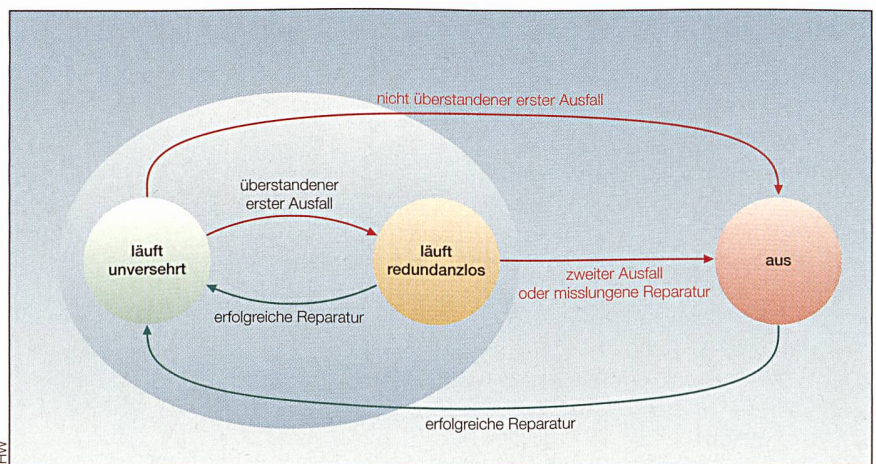 nicht überstandener erster Ausfall
überstandener
erster Ausfall
läuft
unversehrt
läuft
redundanzlos
aus
zweiter Ausfall
oder misslungene Reparatur
erfolgreiche Reparatur
erfolgreiche Reparatur
HW